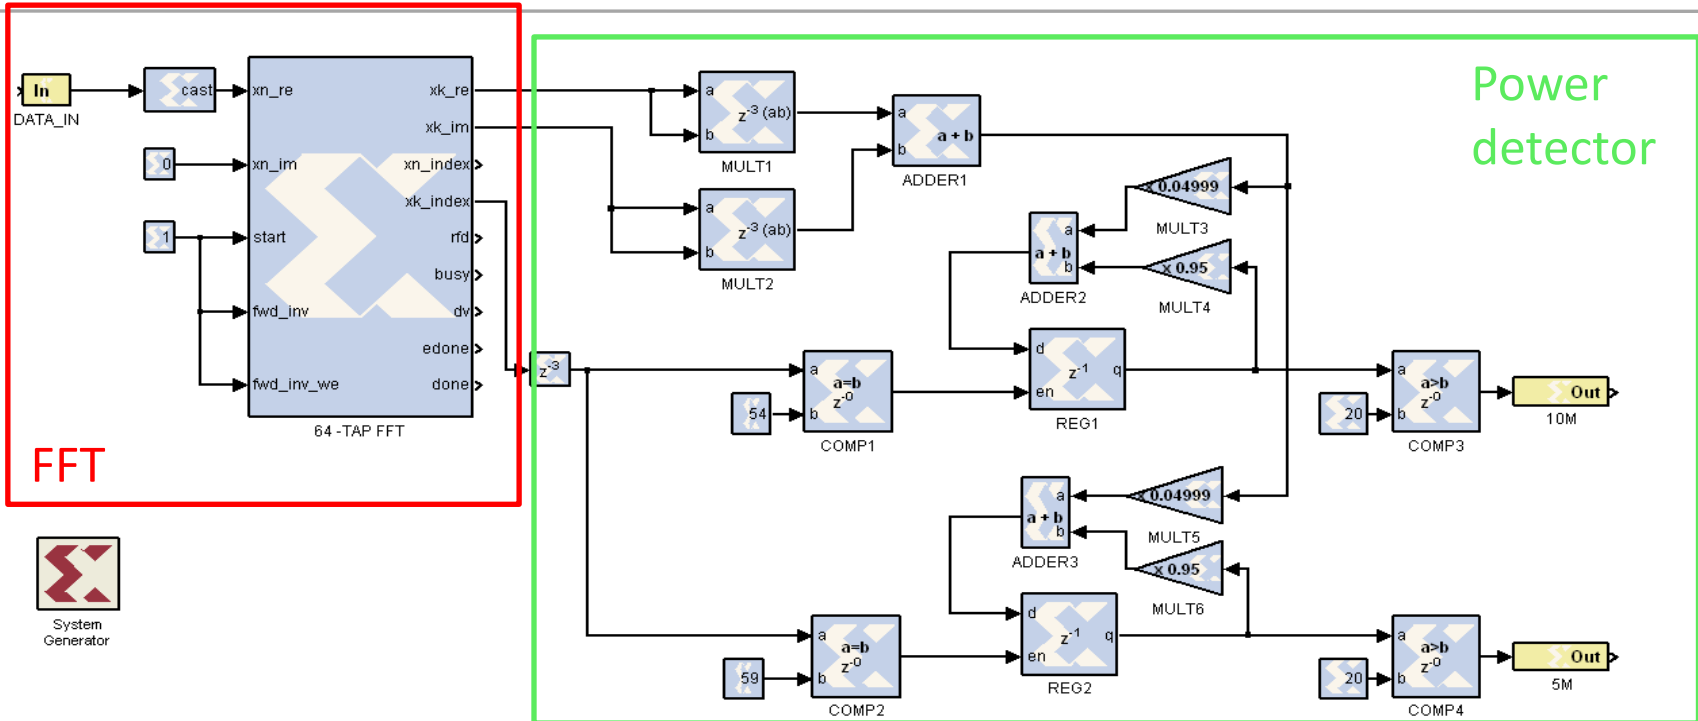 In
DATA_IN
cast
0
1
xn_re
xn_im
start
fwd_inv
fwd_inv_we
xk_re
xk_im
xn_index
xk_index
rfd
busy
dv
edone
done
64 -TAP FFT
FFT
System
Generator
Power
detector
a
b
z-3 (ab)
MULT1
a
b
z-3 (ab)
MULT2
a
b
a + b
ADDER1
x 0.04999
MULT3
x 0.95
MULT4
a
a + b
b
ADDER2
z-3
a
b
a=b
z-0
COMP1
54
d
en
z-1
q
REG1
a
b
a>b
z-0
COMP3
20
Out
10M
x 0.04999
MULT5
x 0.95
MULT6
a
a + b
b
ADDER3
a
b
a=b
z-0
COMP2
59
d
en
z-1
q
REG2
a
b
a>b
z-0
COMP4
20
Out
5M